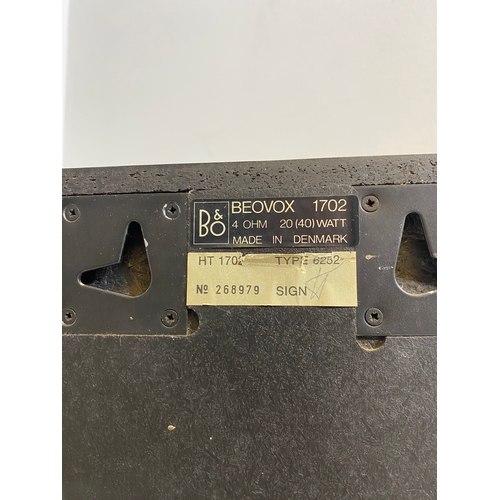 B&O
BEOVOX 1702
4 OHM 20 (40) WATT
MADE IN DENMARK
HT 1702 TYPE 6252
Nº 268979 SIGN